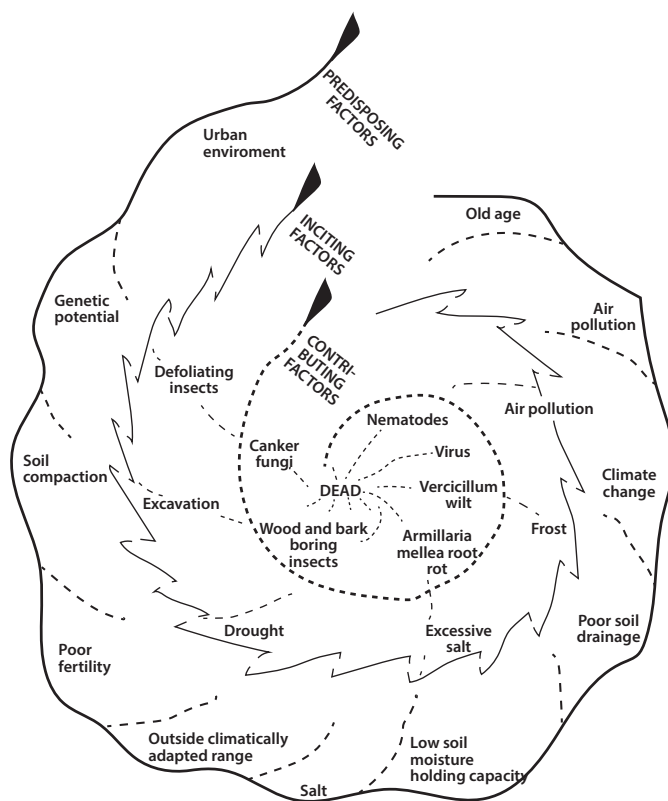 PREDISPOSING
FACTORS
Urban
enviroment
INCITING
FACTORS
Old age
Genetic
potential
CONTRI-
BUTING
FACTORS
Air
pollution
Defoliating
insects
Nematodes
Air pollution
Canker
fungi
Virus
Soil
compaction
DEAD
Vercicillum
wilt
Climate
change
Excavation
Wood and bark
boring
insects
Armillaria
mellea root
rot
Frost
Poor
fertility
Drought
Excessive
salt
Poor soil
drainage
Outside climatically
adapted range
Low soil
moisture
holding capacity
Salt